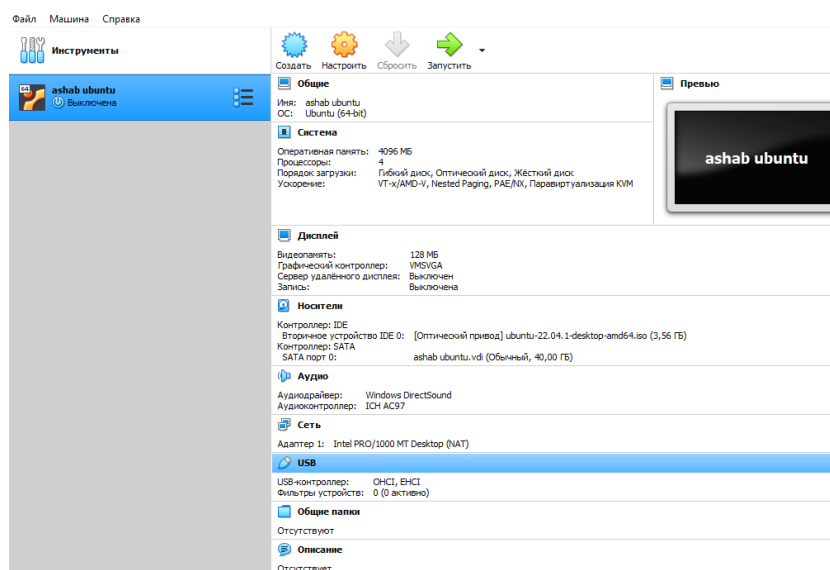 Файл Машина Справка
Инструменты
Создать Настроить Сбросить Запустить
64
ashab ubuntu
Выключена
Общие
Имя: ashab ubuntu
ОС: Ubuntu (64-bit)
Превью
ashab ubuntu
Система
Оперативная память: 4096 МБ
Процессоры: 4
Порядок загрузки: Гибкий диск, Оптический диск, Жёсткий диск
Ускорение: VT-x/AMD-V, Nested Paging, PAE/NX, Паравиртуализация KVM
Дисплей
Видеопамять: 128 МБ
Графический контроллер: VMSVGA
Сервер удалённого дисплея: Выключен
Запись: Выключена
Носители
Контроллер: IDE
Вторичное устройство IDE 0: [Оптический привод] ubuntu-22.04.1-desktop-amd64.iso (3,56 ГБ)
Контроллер: SATA
SATA порт 0: ashab ubuntu.vdi (Обычный, 40,00 ГБ)
Аудио
Аудиодрайвер: Windows DirectSound
Аудиоконтроллер: ICH AC97
Сеть
Адаптер 1: Intel PRO/1000 MT Desktop (NAT)
USB
USB-контроллер: OHCI, EHCI
Фильтры устройств: 0 (0 активно)
Общие папки
Отсутствуют
Описание
Отсутствует